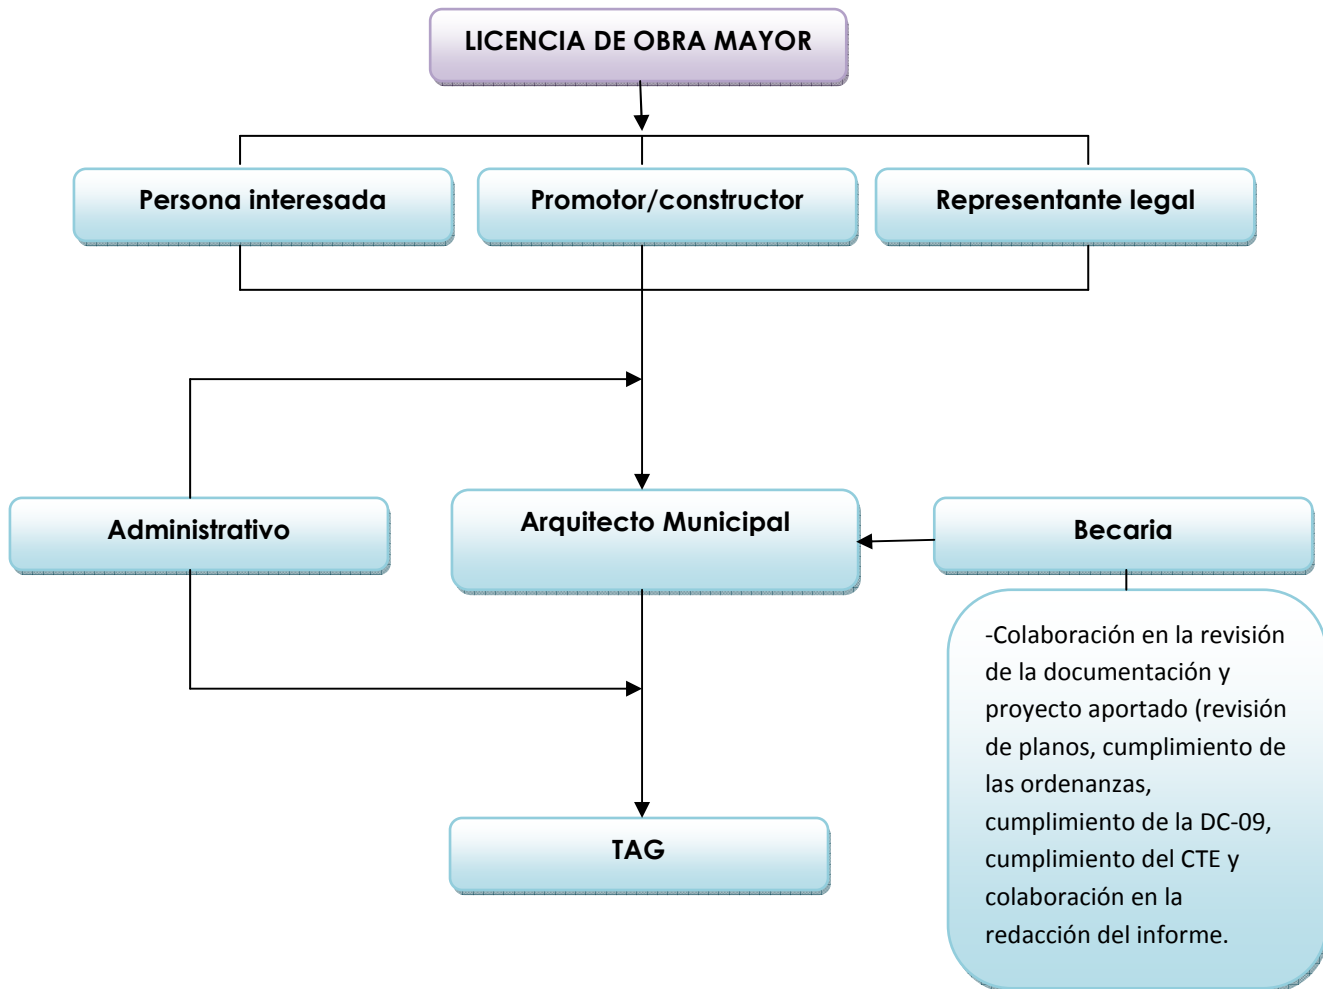 LICENCIA DE OBRA MAYOR
Persona interesada
Promotor/constructor
Representante legal
Administrativo
Arquitecto Municipal
Becaria
-Colaboración en la revisión
de la documentación y
proyecto aportado (revisión
de planos, cumplimiento de
las ordenanzas,
cumplimiento de la DC-09,
cumplimiento del CTE y
colaboración en la
redacción del informe.
TAG